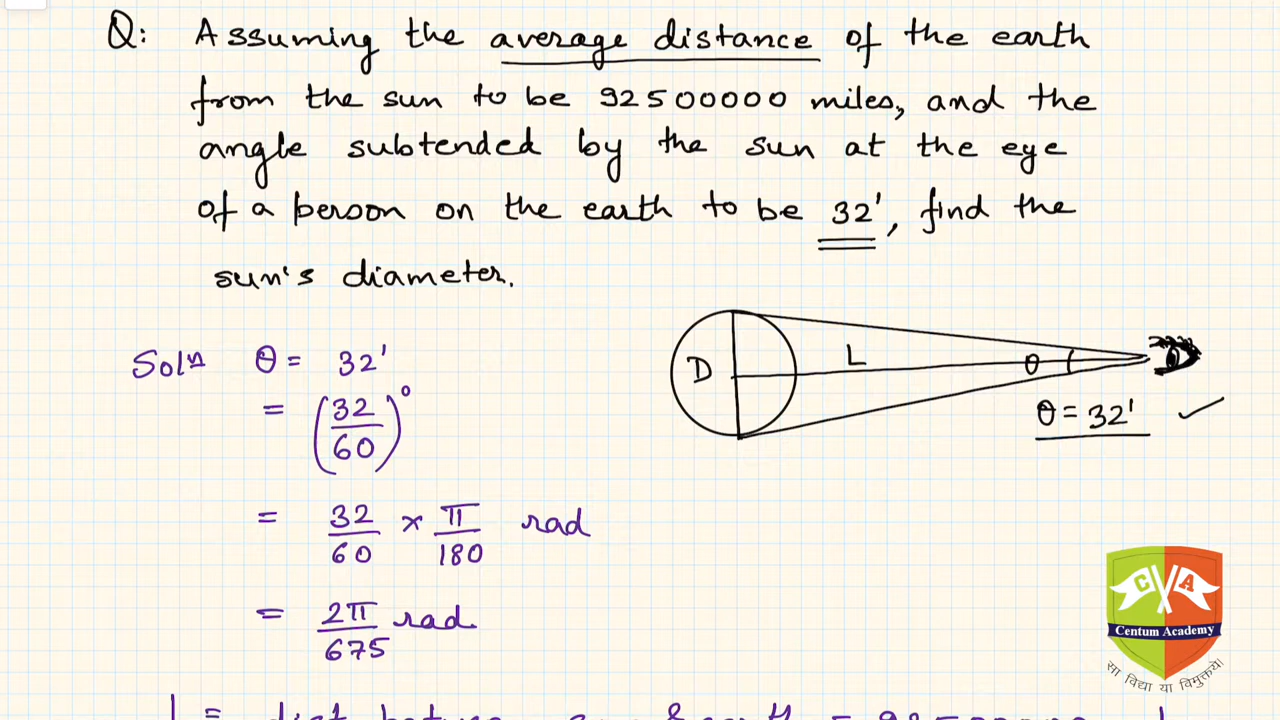 Q: Assuming the average distance of the earth
from the sun to be 92500000 miles, and the
angle subtended by the sun at the eye
of a person on the earth to be 32', find the
sun's diameter.
Solⁿ θ = 32'
= (32/60)°
= 32/60 × π/180 rad
= 2π/675 rad
D L θ
θ = 32' ✓
C A
Centum Academy
सा विद्या या विमुक्तये।